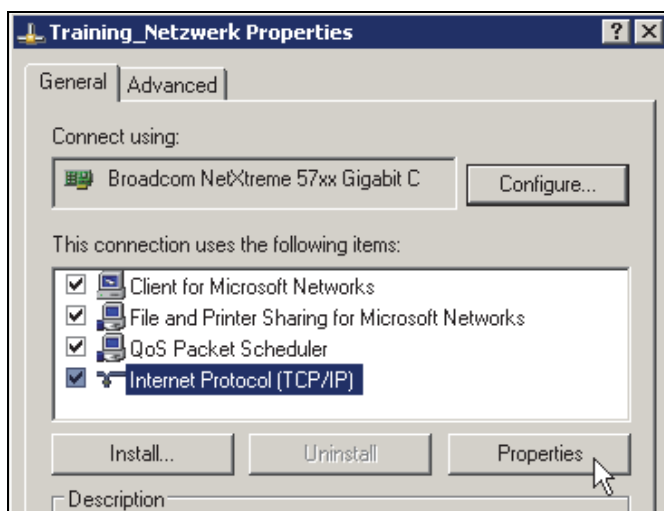 Training_Netzwerk Properties
General
Advanced
Connect using:
Broadcom NetXtreme 57xx Gigabit C
Configure...
This connection uses the following items:
Client for Microsoft Networks
File and Printer Sharing for Microsoft Networks
QoS Packet Scheduler
Internet Protocol (TCP/IP)
Install...
Uninstall
Properties
Description